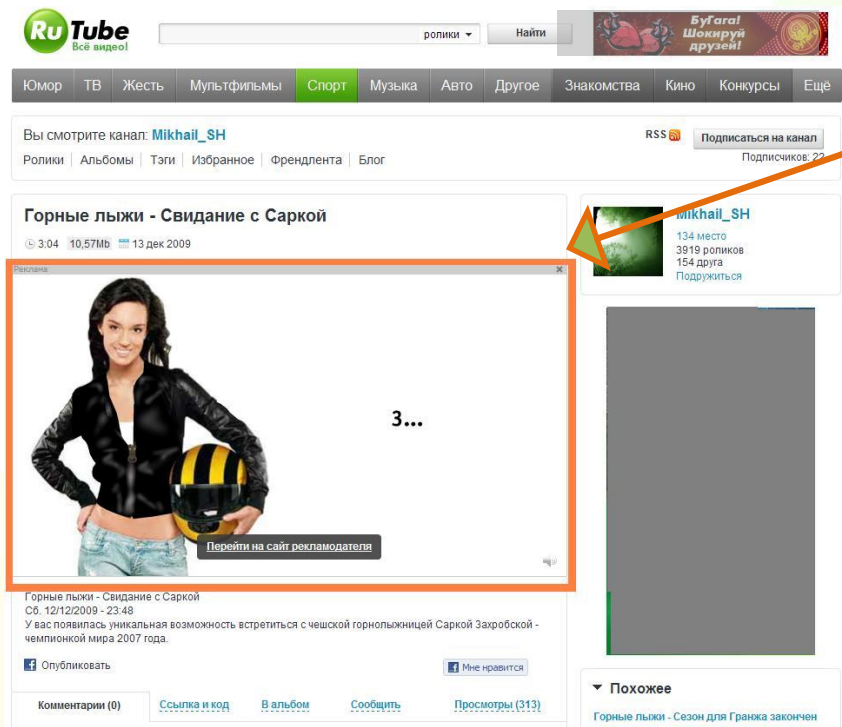 RuTube
Всё видео!
ролики
Найти
БуГага!
Шокируй
друзей!
Юмор ТВ Жесть Мультфильмы Спорт Музыка Авто Другое Знакомства Кино Конкурсы Ещё
Вы смотрите канал: Mikhail_SH
RSS
Подписаться на канал
Ролики Альбомы Тэги Избранное Френдлента Блог
Подписчиков: 22
Горные лыжи - Свидание с Саркой
3:04 10,57Mb 13 дек 2009
Mikhail_SH
134 место
3919 роликов
154 друга
Подружиться
Реклама
3...
Перейти на сайт рекламодателя
Горные лыжи - Свидание с Саркой
Сб. 12/12/2009 - 23:48
У вас появилась уникальная возможность встретиться с чешской горнолыжницей Саркой Захробской -
чемпионкой мира 2007 года.
Опубликовать
Мне нравится
Комментарии (0) Ссылка и код В альбом Сообщить Просмотры (313)
Похожее
Горные лыжи - Сезон для Гранжа закончен